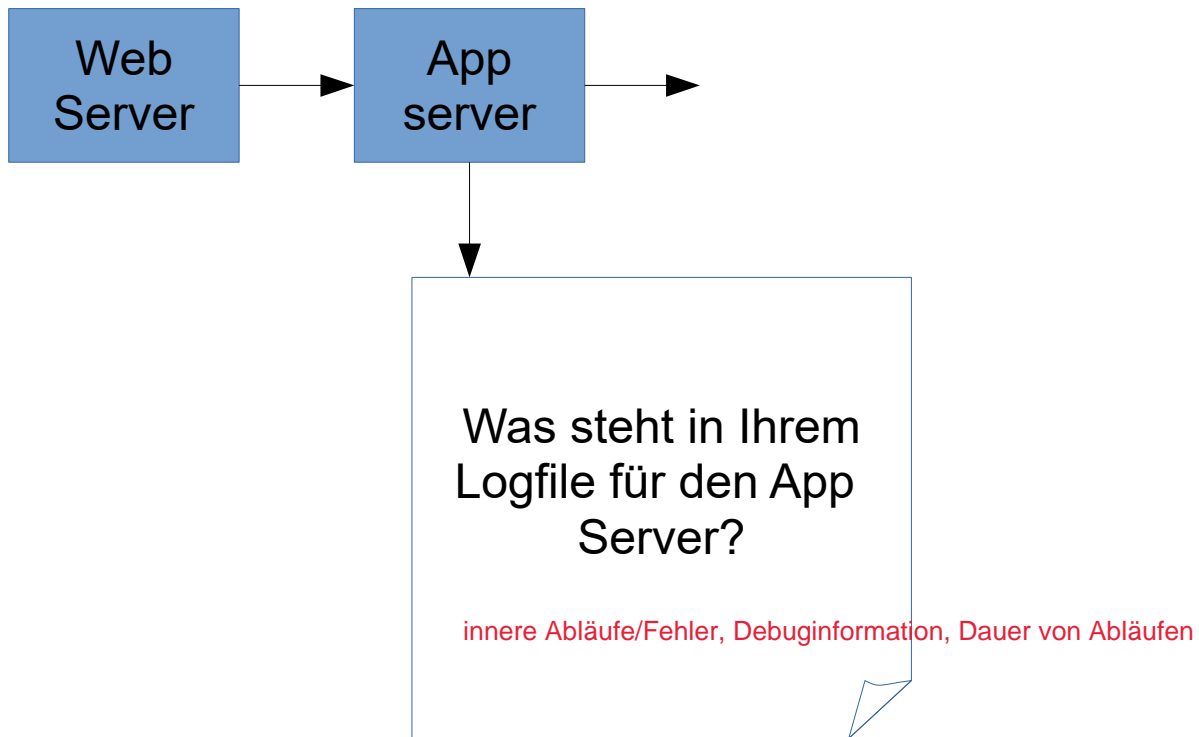 Web
Server
App
server
Was steht in Ihrem
Logfile für den App
Server?
innere Abläufe/Fehler, Debuginformation, Dauer von Abläufen